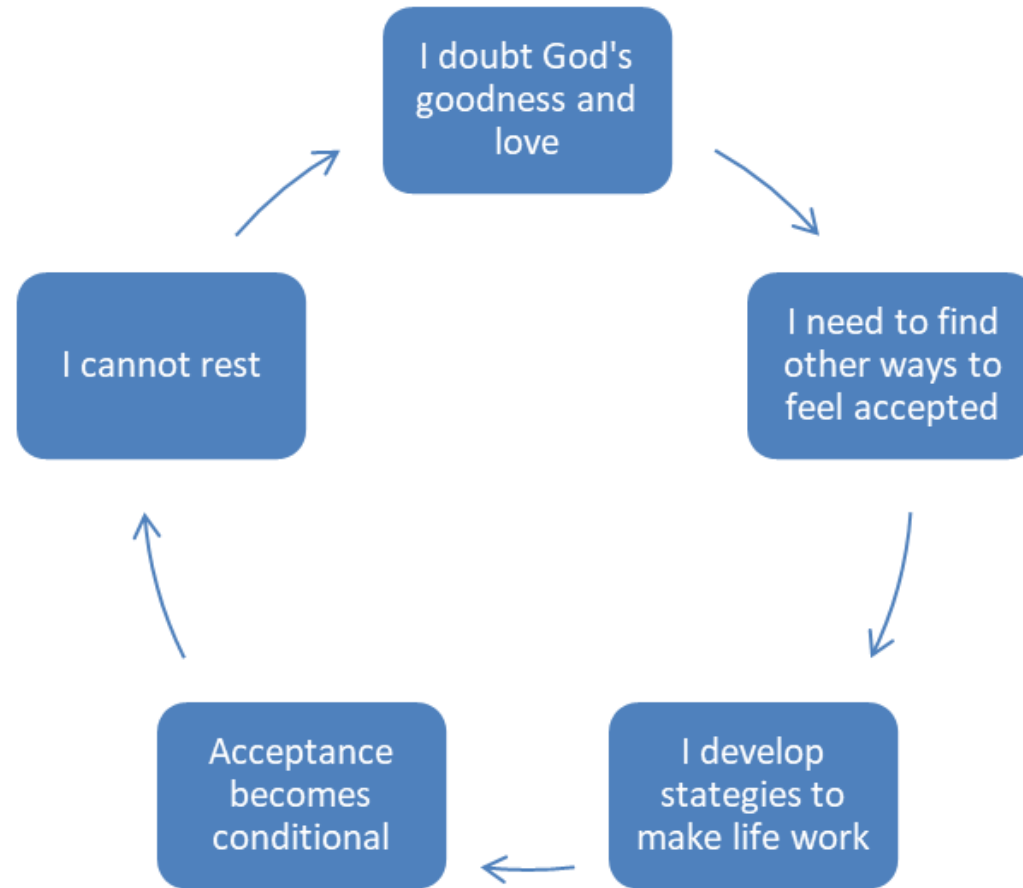 I doubt God's
goodness and
love
I need to find
other ways to
feel accepted
I develop
stategies to
make life work
Acceptance
becomes
conditional
I cannot rest